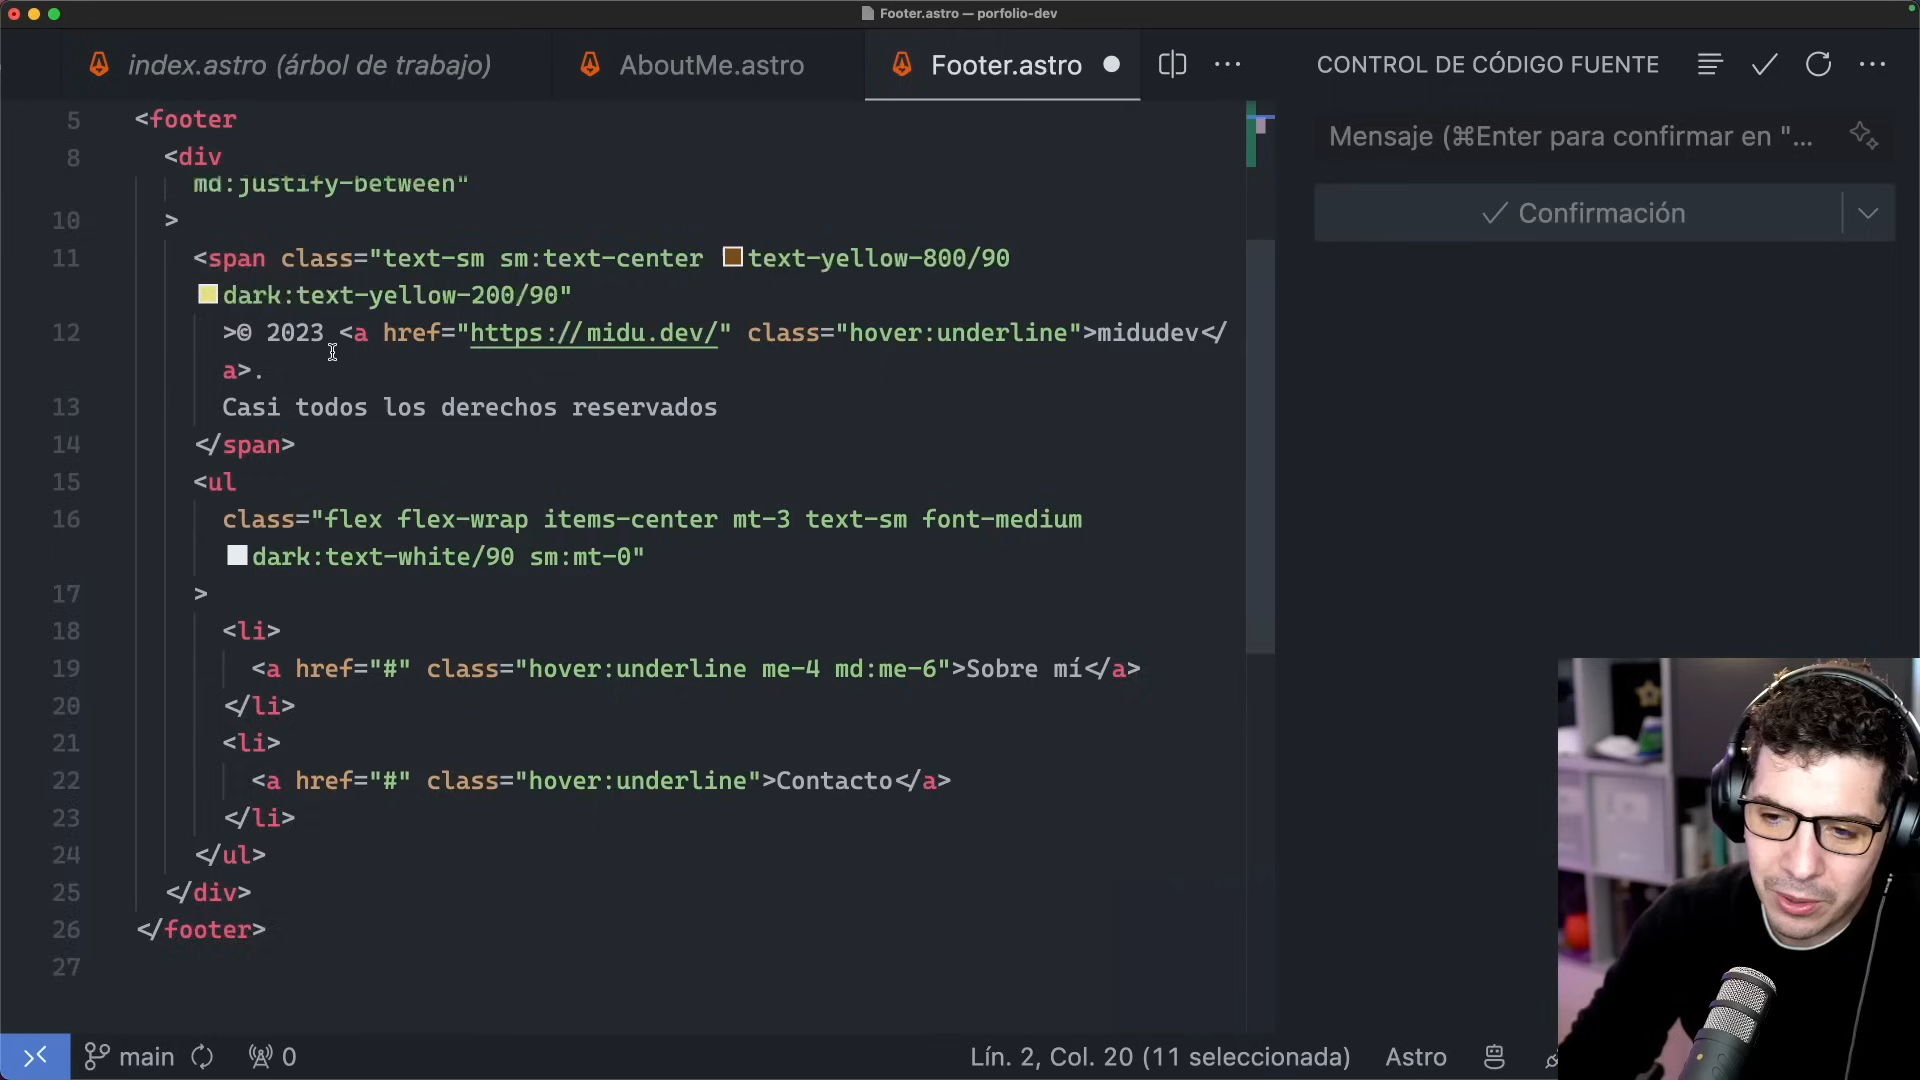 Footer.astro — porfolio-dev
index.astro (árbol de trabajo)
AboutMe.astro
Footer.astro
CONTROL DE CÓDIGO FUENTE
Mensaje (⌘Enter para confirmar en "...
Confirmación
5 <footer
8 <div
md:justify-between"
10 >
11 <span class="text-sm sm:text-center text-yellow-800/90
dark:text-yellow-200/90"
12 >© 2023 <a href="https://midu.dev/" class="hover:underline">midudev</
a>.
13 Casi todos los derechos reservados
14 </span>
15 <ul
16 class="flex flex-wrap items-center mt-3 text-sm font-medium
dark:text-white/90 sm:mt-0"
17 >
18 <li>
19 <a href="#" class="hover:underline me-4 md:me-6">Sobre mí</a>
20 </li>
21 <li>
22 <a href="#" class="hover:underline">Contacto</a>
23 </li>
24 </ul>
25 </div>
26 </footer>
27
main 0 Lín. 2, Col. 20 (11 seleccionada) Astro